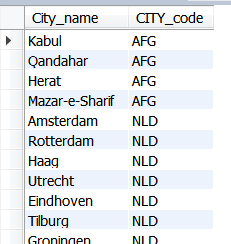 City_name CITY_code
Kabul AFG
Qandahar AFG
Herat AFG
Mazar-e-Sharif AFG
Amsterdam NLD
Rotterdam NLD
Haag NLD
Utrecht NLD
Eindhoven NLD
Tilburg NLD
Groningen NLD